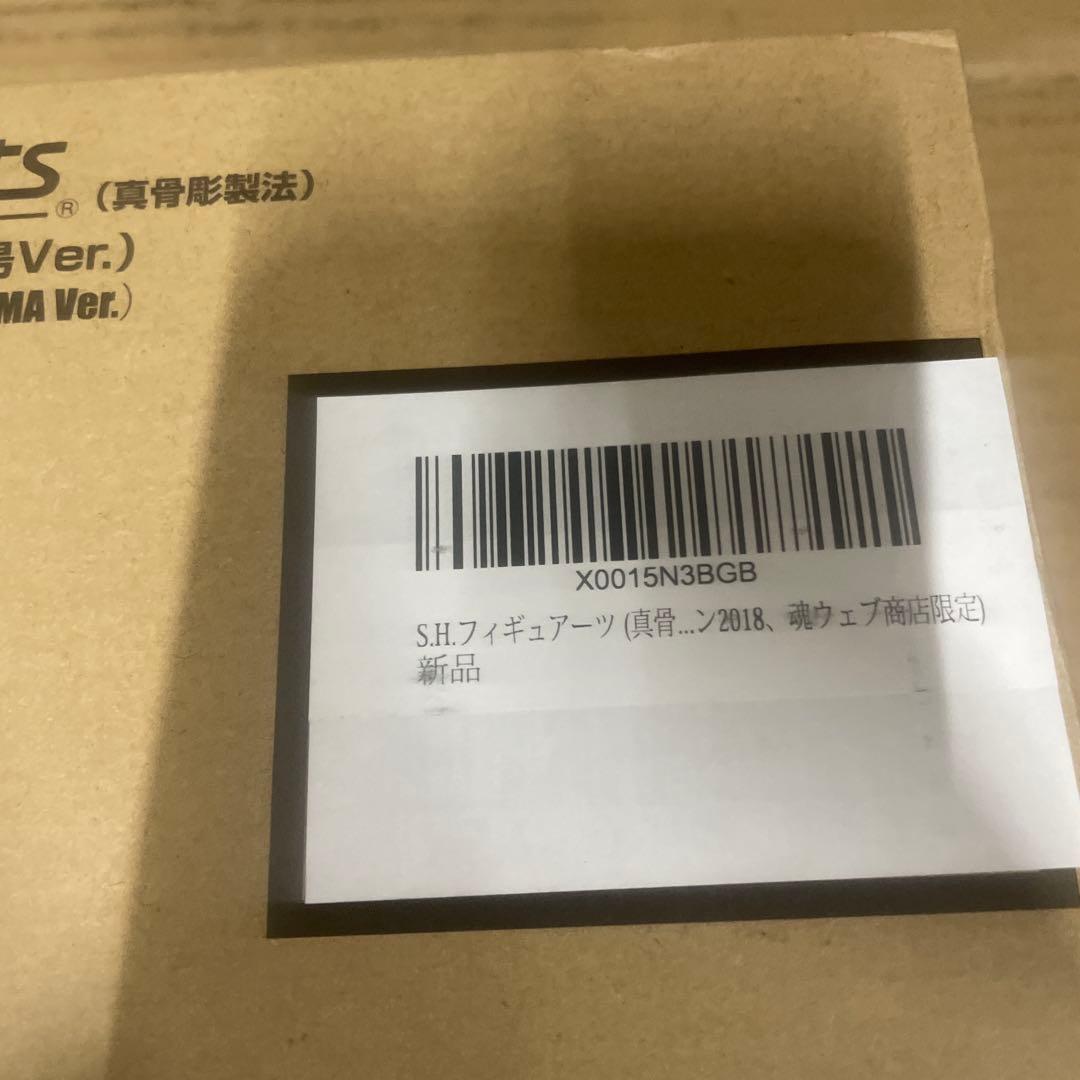 ts® (真骨彫製法)
号Ver.)
MA Ver.)
X0015N3BGB
S.H.フィギュアーツ (真骨...ン2018、魂ウェブ商店限定)
新品